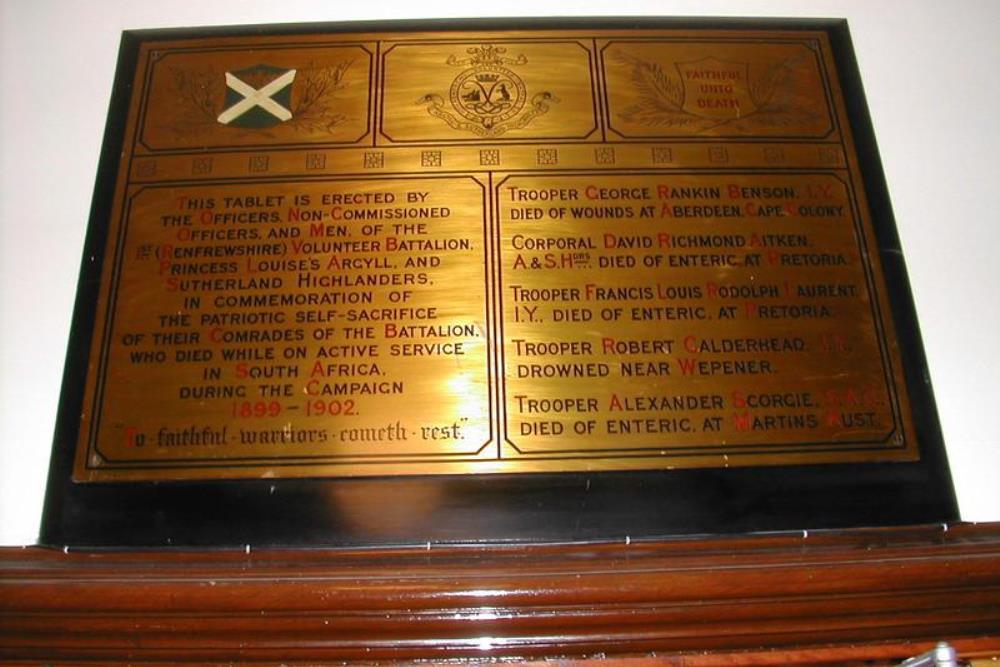 FAITHFUL
UNTO
DEATH
THIS TABLET IS ERECTED BY
THE OFFICERS, NON-COMMISSIONED
OFFICERS, AND MEN, OF THE
1ST (RENFREWSHIRE) VOLUNTEER BATTALION,
PRINCESS LOUISE'S ARGYLL, AND
SUTHERLAND HIGHLANDERS,
IN COMMEMORATION OF
THE PATRIOTIC SELF-SACRIFICE
OF THEIR COMRADES OF THE BATTALION,
WHO DIED WHILE ON ACTIVE SERVICE
IN SOUTH AFRICA,
DURING THE CAMPAIGN
1899-1902.
"To·faithful·warriors·cometh·rest."
TROOPER GEORGE RANKIN BENSON, I.Y.
DIED OF WOUNDS AT ABERDEEN, CAPE COLONY.
CORPORAL DAVID RICHMOND AITKEN,
A.&S.HDRS DIED OF ENTERIC, AT PRETORIA.
TROOPER FRANCIS LOUIS RODOLPH LAURENT,
I.Y., DIED OF ENTERIC, AT PRETORIA.
TROOPER ROBERT CALDERHEAD, I.Y.,
DROWNED NEAR WEPENER.
TROOPER ALEXANDER SCORGIE, S.A.C.
DIED OF ENTERIC, AT MARTINS RUST.